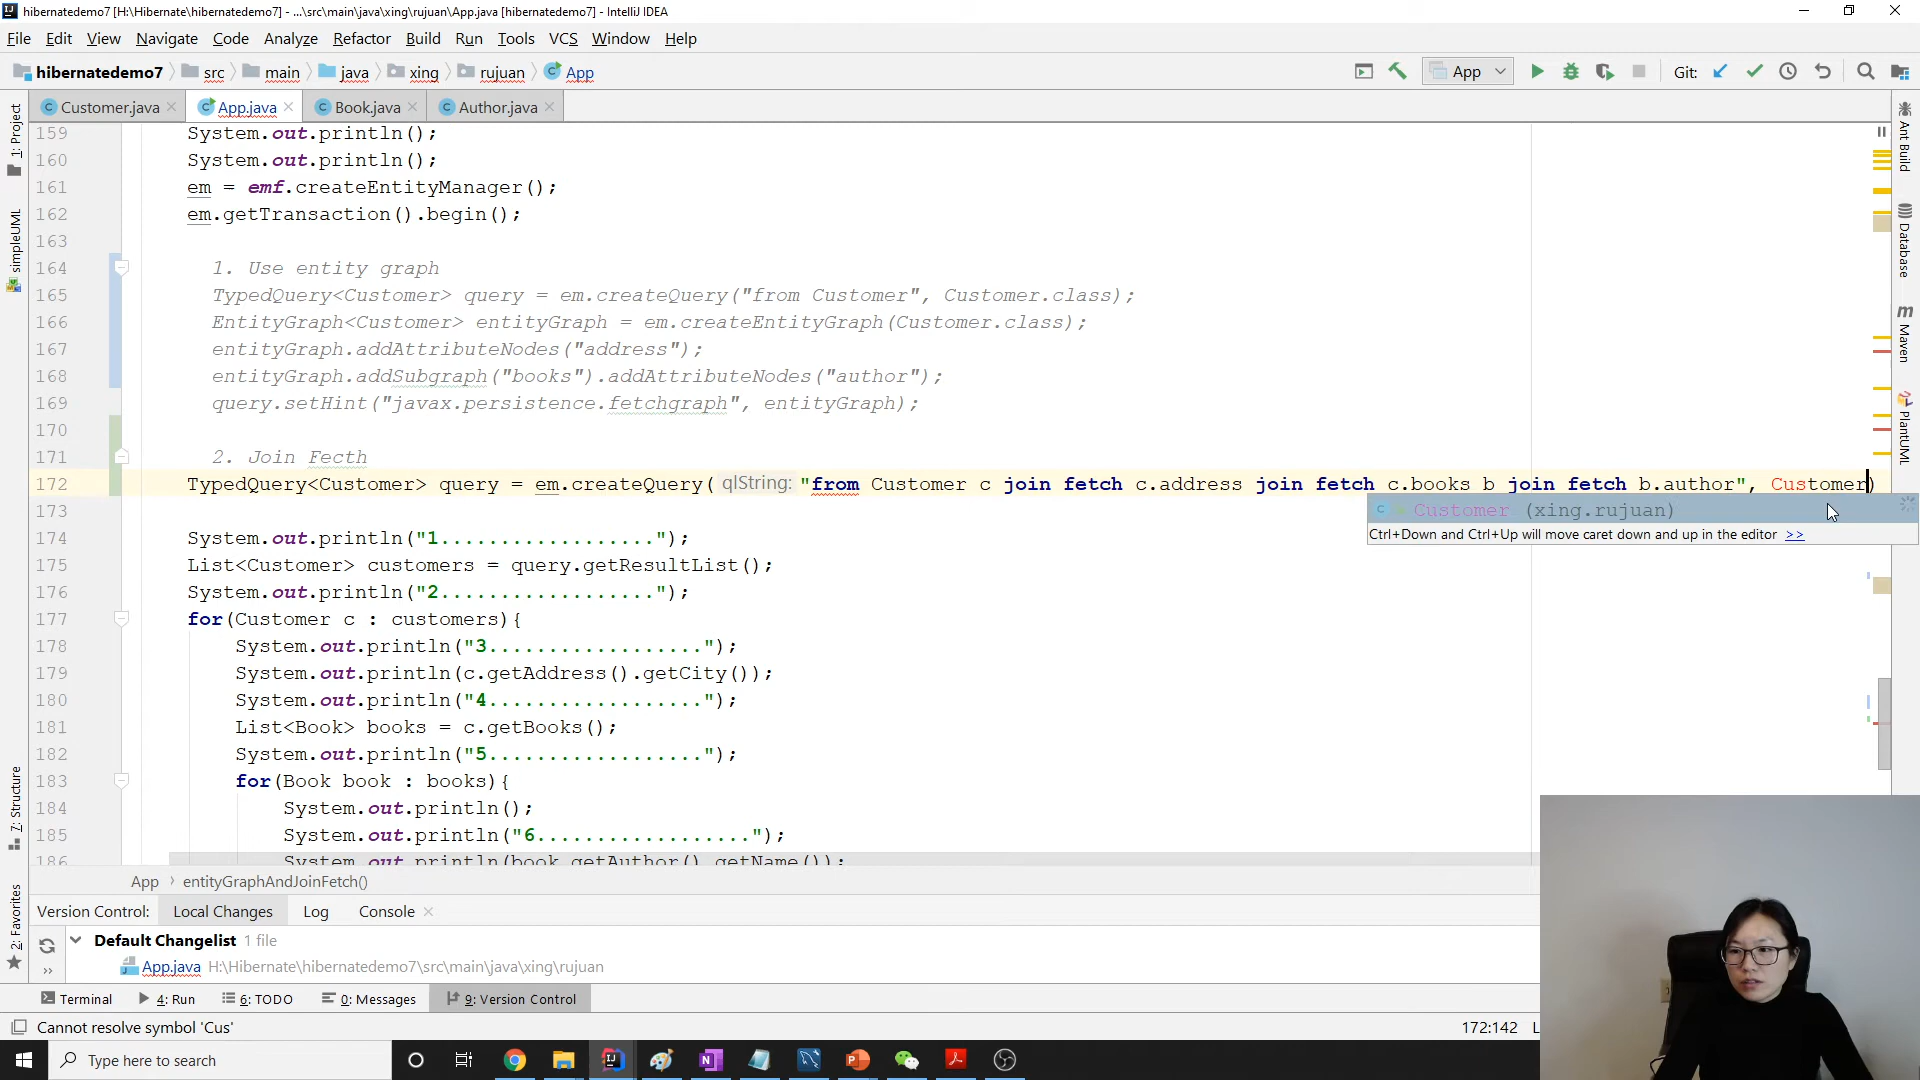 hibernatedemo7 [H:\Hibernate\hibernatedemo7] - ...\src\main\java\xing\rujuan\App.java [hibernatedemo7] - IntelliJ IDEA
File Edit View Navigate Code Analyze Refactor Build Run Tools VCS Window Help
hibernatedemo7 src main java xing rujuan App App Git:
Customer.java App.java Book.java Author.java
159 System.out.println();
160 System.out.println();
161 em = emf.createEntityManager();
162 em.getTransaction().begin();
163
164 1. Use entity graph
165 TypedQuery<Customer> query = em.createQuery("from Customer", Customer.class);
166 EntityGraph<Customer> entityGraph = em.createEntityGraph(Customer.class);
167 entityGraph.addAttributeNodes("address");
168 entityGraph.addSubgraph("books").addAttributeNodes("author");
169 query.setHint("javax.persistence.fetchgraph", entityGraph);
170
171 2. Join Fecth
172 TypedQuery<Customer> query = em.createQuery( qlString: "from Customer c join fetch c.address join fetch c.books b join fetch b.author", Customer)
Customer (xing.rujuan)
173
Ctrl+Down and Ctrl+Up will move caret down and up in the editor >>
174 System.out.println("1..................");
175 List<Customer> customers = query.getResultList();
176 System.out.println("2..................");
177 for(Customer c : customers){
178 System.out.println("3..................");
179 System.out.println(c.getAddress().getCity());
180 System.out.println("4..................");
181 List<Book> books = c.getBooks();
182 System.out.println("5..................");
183 for(Book book : books){
184 System.out.println();
185 System.out.println("6..................");
186 System.out.println(book.getAuthor().getName());
App entityGraphAndJoinFetch()
Version Control: Local Changes Log Console
Default Changelist 1 file
App.java H:\Hibernate\hibernatedemo7\src\main\java\xing\rujuan
Terminal 4: Run 6: TODO 0: Messages 9: Version Control
Cannot resolve symbol 'Cus' 172:142
Type here to search
1: Project
simpleUML
7: Structure
2: Favorites
Ant Build
Database
Maven
PlantUML